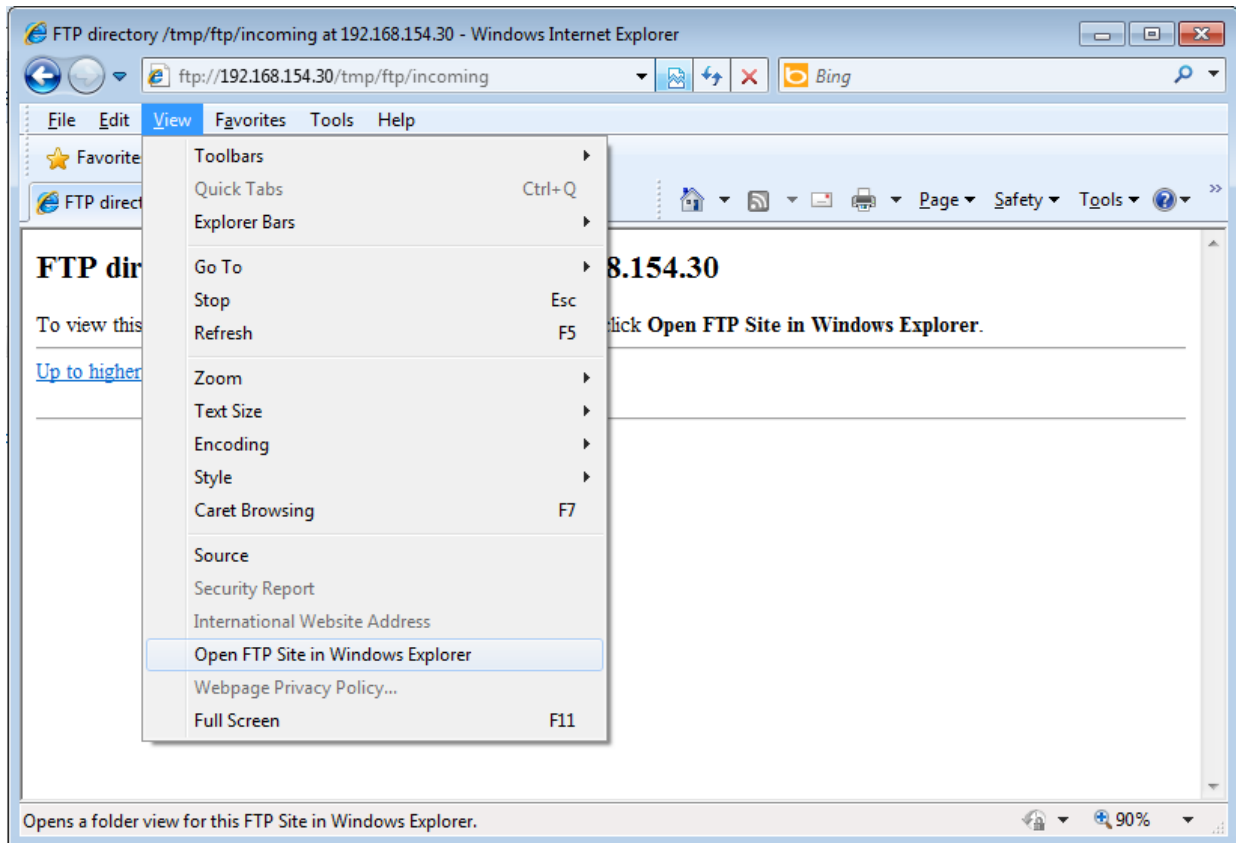 FTP directory /tmp/ftp/incoming at 192.168.154.30 - Windows Internet Explorer
ftp://192.168.154.30/tmp/ftp/incoming Bing
File Edit View Favorites Tools Help
Favorite
Toolbars
FTP direct
Quick Tabs Ctrl+Q
Page Safety Tools
Explorer Bars
FTP dir
Go To
8.154.30
Stop Esc
To view this
Refresh F5
click Open FTP Site in Windows Explorer.
Up to higher
Zoom
Text Size
Encoding
Style
Caret Browsing F7
Source
Security Report
International Website Address
Open FTP Site in Windows Explorer
Webpage Privacy Policy...
Full Screen F11
Opens a folder view for this FTP Site in Windows Explorer. 90%